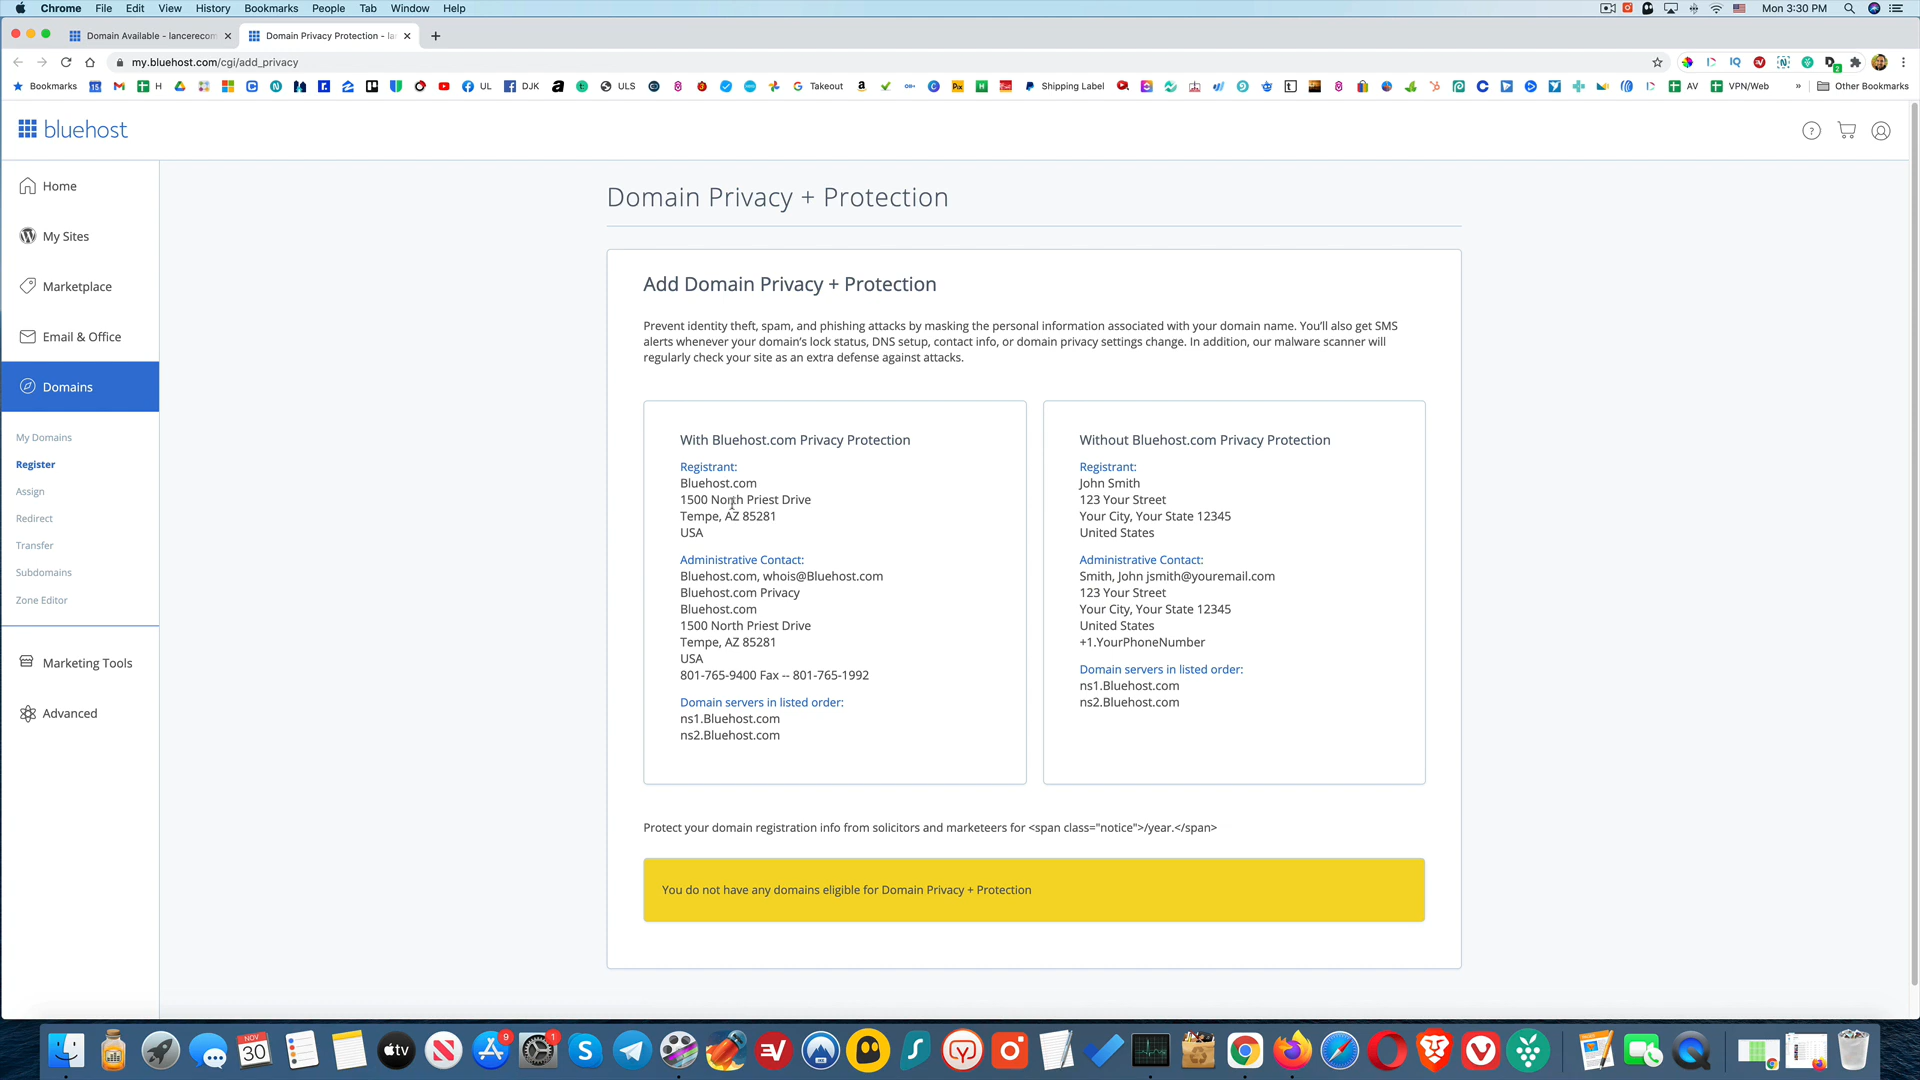 Chrome File Edit View History Bookmarks People Tab Window Help Mon 3:30 PM
Domain Available - lancerecom Domain Privacy Protection - la
my.bluehost.com/cgi/add_privacy
Bookmarks H UL DJK ULS Takeout Shipping Label AV VPN/Web » Other Bookmarks
bluehost
Home
My Sites
Marketplace
Email & Office
Domains
My Domains
Register
Assign
Redirect
Transfer
Subdomains
Zone Editor
Marketing Tools
Advanced
Domain Privacy + Protection
Add Domain Privacy + Protection
Prevent identity theft, spam, and phishing attacks by masking the personal information associated with your domain name. You'll also get SMS
alerts whenever your domain's lock status, DNS setup, contact info, or domain privacy settings change. In addition, our malware scanner will
regularly check your site as an extra defense against attacks.
With Bluehost.com Privacy Protection
Registrant:
Bluehost.com
1500 North Priest Drive
Tempe, AZ 85281
USA
Administrative Contact:
Bluehost.com, whois@Bluehost.com
Bluehost.com Privacy
Bluehost.com
1500 North Priest Drive
Tempe, AZ 85281
USA
801-765-9400 Fax -- 801-765-1992
Domain servers in listed order:
ns1.Bluehost.com
ns2.Bluehost.com
Without Bluehost.com Privacy Protection
Registrant:
John Smith
123 Your Street
Your City, Your State 12345
United States
Administrative Contact:
Smith, John jsmith@youremail.com
123 Your Street
Your City, Your State 12345
United States
+1.YourPhoneNumber
Domain servers in listed order:
ns1.Bluehost.com
ns2.Bluehost.com
Protect your domain registration info from solicitors and marketeers for <span class="notice">/year.</span>
You do not have any domains eligible for Domain Privacy + Protection
NOV
30
tv
9
1